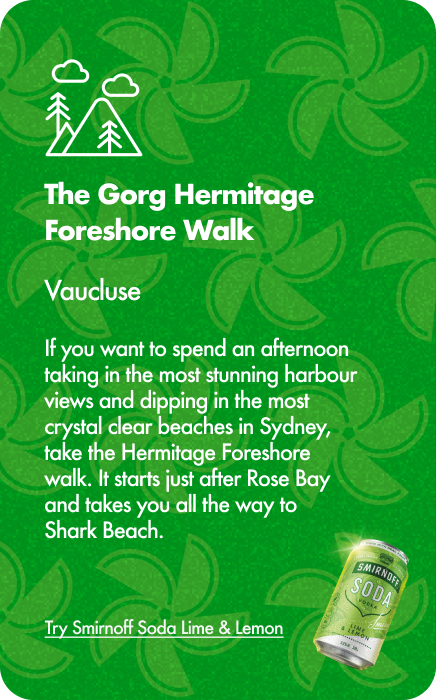 The Gorg Hermitage
Foreshore Walk
Vaucluse
If you want to spend an afternoon
taking in the most stunning harbour
views and dipping in the most
crystal clear beaches in Sydney,
take the Hermitage Foreshore
walk. It starts just after Rose Bay
and takes you all the way to
Shark Beach.
SMIRNOFF
SODA
VODKA
LIME
& LEMON
Try Smirnoff Soda Lime & Lemon